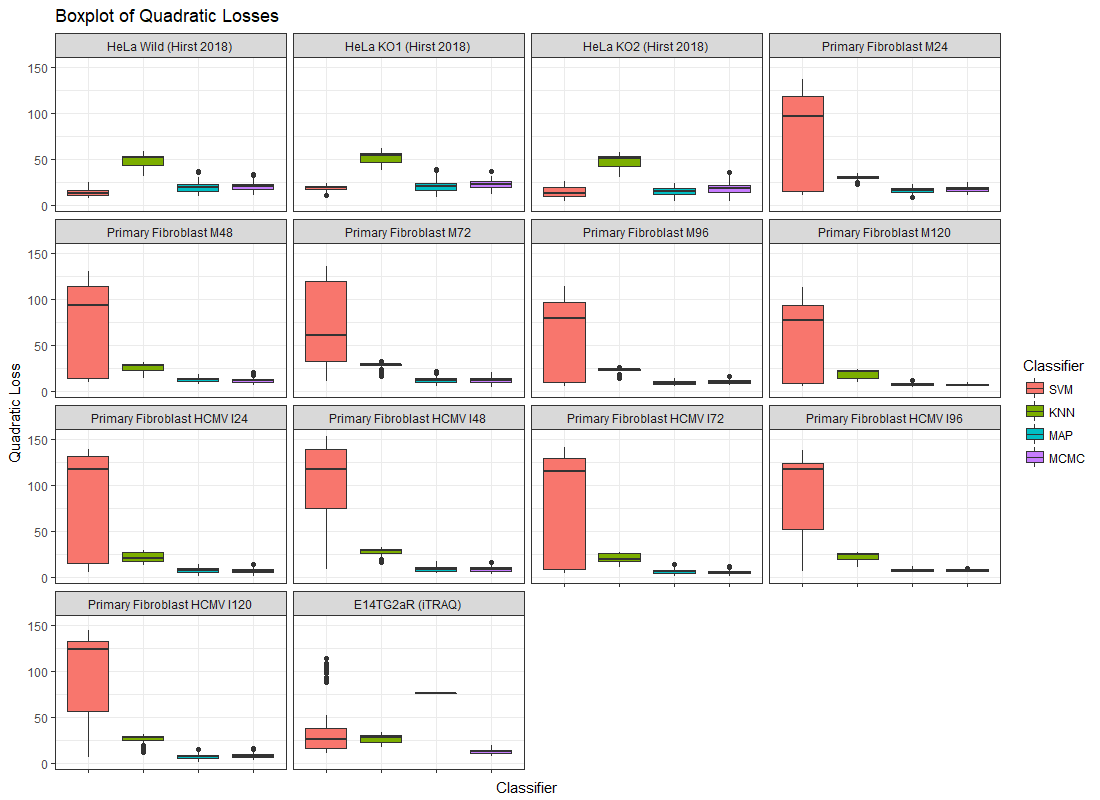 Boxplot of Quadratic Losses
HeLa Wild (Hirst 2018)
HeLa KO1 (Hirst 2018)
HeLa KO2 (Hirst 2018)
Primary Fibroblast M24
150
100
50
0
Primary Fibroblast M48
Primary Fibroblast M72
Primary Fibroblast M96
Primary Fibroblast M120
150
100
50
0
Primary Fibroblast HCMV I24
Primary Fibroblast HCMV I48
Primary Fibroblast HCMV I72
Primary Fibroblast HCMV I96
150
100
50
0
Primary Fibroblast HCMV I120
E14TG2aR (iTRAQ)
150
100
50
0
Quadratic Loss
Classifier
Classifier
SVM
KNN
MAP
MCMC